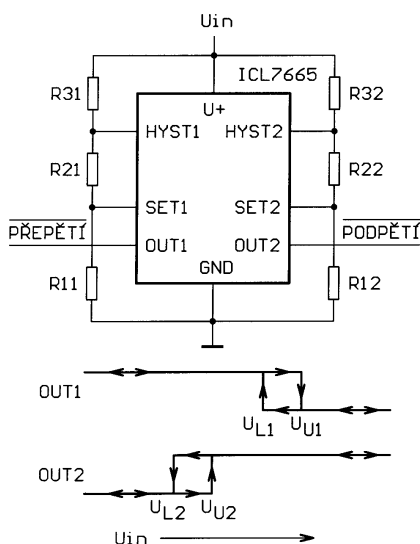 Uin
ICL7665
R31
U+
R32
HYST1
HYST2
R21
R22
SET1
SET2
PŘEPĚTÍ
OUT1
OUT2
PODPĚTÍ
GND
R11
R12
OUT1
UL1
UU1
OUT2
UL2
UU2
Uin